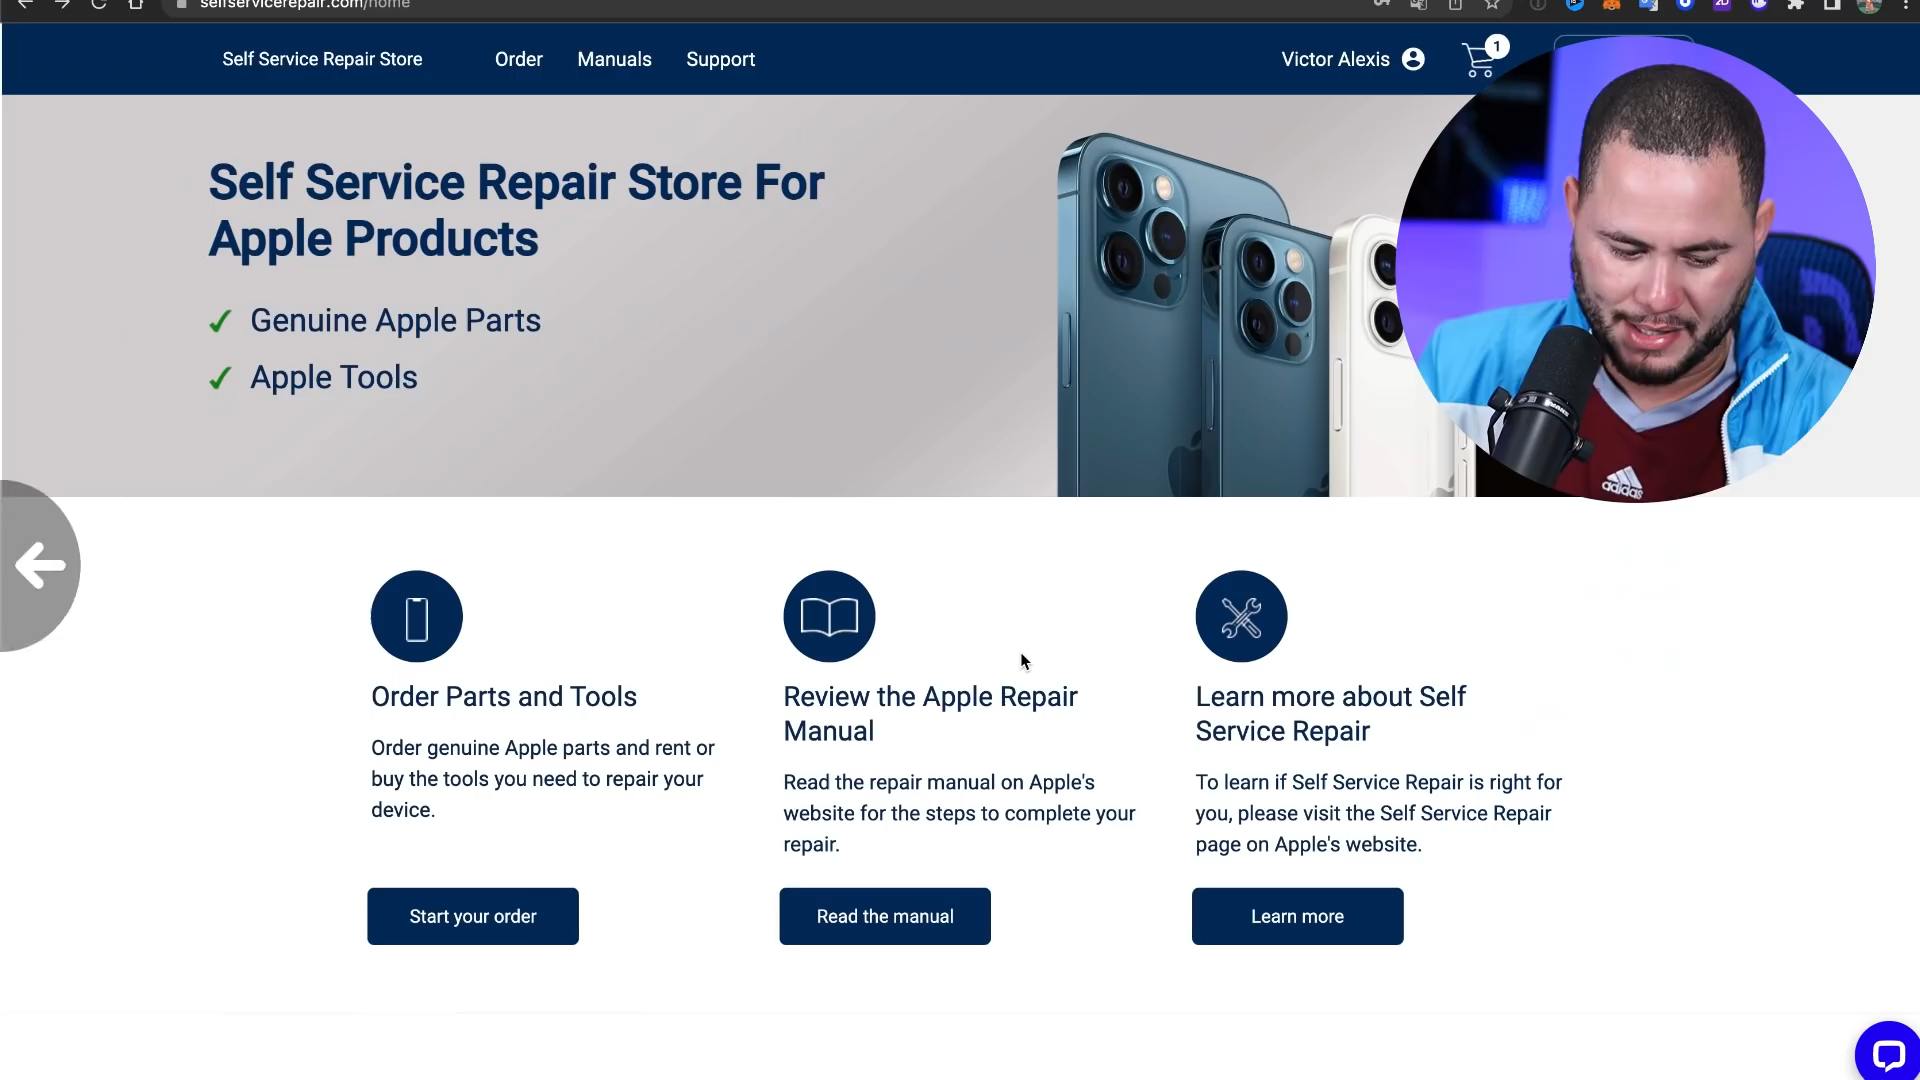 selfservicerepair.com/home
Self Service Repair Store
Order
Manuals
Support
Victor Alexis
1
Self Service Repair Store For
Apple Products
Genuine Apple Parts
Apple Tools
adidas
Order Parts and Tools
Order genuine Apple parts and rent or
buy the tools you need to repair your
device.
Start your order
Review the Apple Repair
Manual
Read the repair manual on Apple's
website for the steps to complete your
repair.
Read the manual
Learn more about Self
Service Repair
To learn if Self Service Repair is right for
you, please visit the Self Service Repair
page on Apple's website.
Learn more